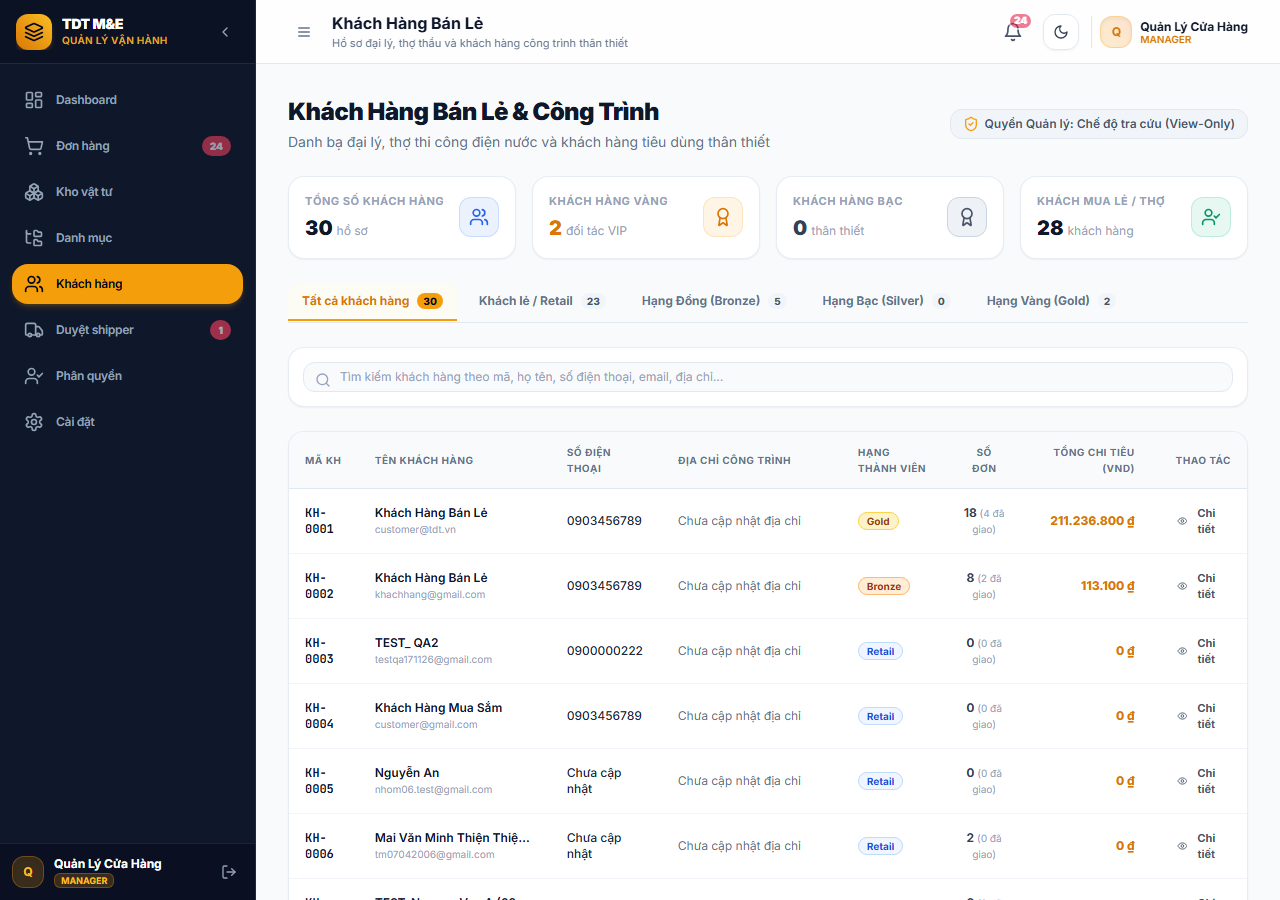 TDT M&E
QUẢN LÝ VẬN HÀNH
Dashboard
Đơn hàng 24
Kho vật tư
Danh mục
Khách hàng
Duyệt shipper 1
Phân quyền
Cài đặt
Q Quản Lý Cửa Hàng
MANAGER
Khách Hàng Bán Lẻ
Hồ sơ đại lý, thợ thầu và khách hàng công trình thân thiết
24
Q Quản Lý Cửa Hàng
MANAGER
Khách Hàng Bán Lẻ & Công Trình
Danh bạ đại lý, thợ thi công điện nước và khách hàng tiêu dùng thân thiết
Quyền Quản lý: Chế độ tra cứu (View-Only)
TỔNG SỐ KHÁCH HÀNG
30 hồ sơ
KHÁCH HÀNG VÀNG
2 đối tác VIP
KHÁCH HÀNG BẠC
0 thân thiết
KHÁCH MUA LẺ / THỢ
28 khách hàng
Tất cả khách hàng 30 Khách lẻ / Retail 23 Hạng Đồng (Bronze) 5 Hạng Bạc (Silver) 0 Hạng Vàng (Gold) 2
Tìm kiếm khách hàng theo mã, họ tên, số điện thoại, email, địa chỉ...
MÃ KH TÊN KHÁCH HÀNG SỐ ĐIỆN THOẠI ĐỊA CHỈ CÔNG TRÌNH HẠNG THÀNH VIÊN SỐ ĐƠN TỔNG CHI TIÊU (VND) THAO TÁC
KH-0001 Khách Hàng Bán Lẻ 0903456789 Chưa cập nhật địa chỉ Gold 18 (4 đã giao) 211.236.800 ₫ Chi tiết
customer@tdt.vn
KH-0002 Khách Hàng Bán Lẻ 0903456789 Chưa cập nhật địa chỉ Bronze 8 (2 đã giao) 113.100 ₫ Chi tiết
khachhang@gmail.com
KH-0003 TEST_ QA2 0900000222 Chưa cập nhật địa chỉ Retail 0 (0 đã giao) 0 ₫ Chi tiết
testqa171126@gmail.com
KH-0004 Khách Hàng Mua Sắm 0903456789 Chưa cập nhật địa chỉ Retail 0 (0 đã giao) 0 ₫ Chi tiết
customer@gmail.com
KH-0005 Nguyễn An Chưa cập nhật Chưa cập nhật địa chỉ Retail 0 (0 đã giao) 0 ₫ Chi tiết
nhom06.test@gmail.com
KH-0006 Mai Văn Minh Thiện Thiệ... Chưa cập nhật Chưa cập nhật địa chỉ Retail 2 (0 đã giao) 0 ₫ Chi tiết
tm07042006@gmail.com